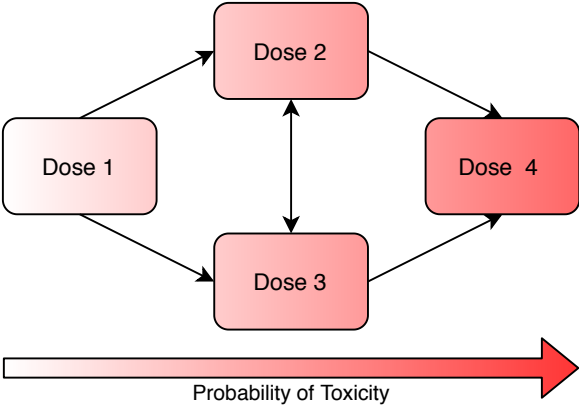 Dose 2
Dose 1
Dose 4
Dose 3
Probability of Toxicity